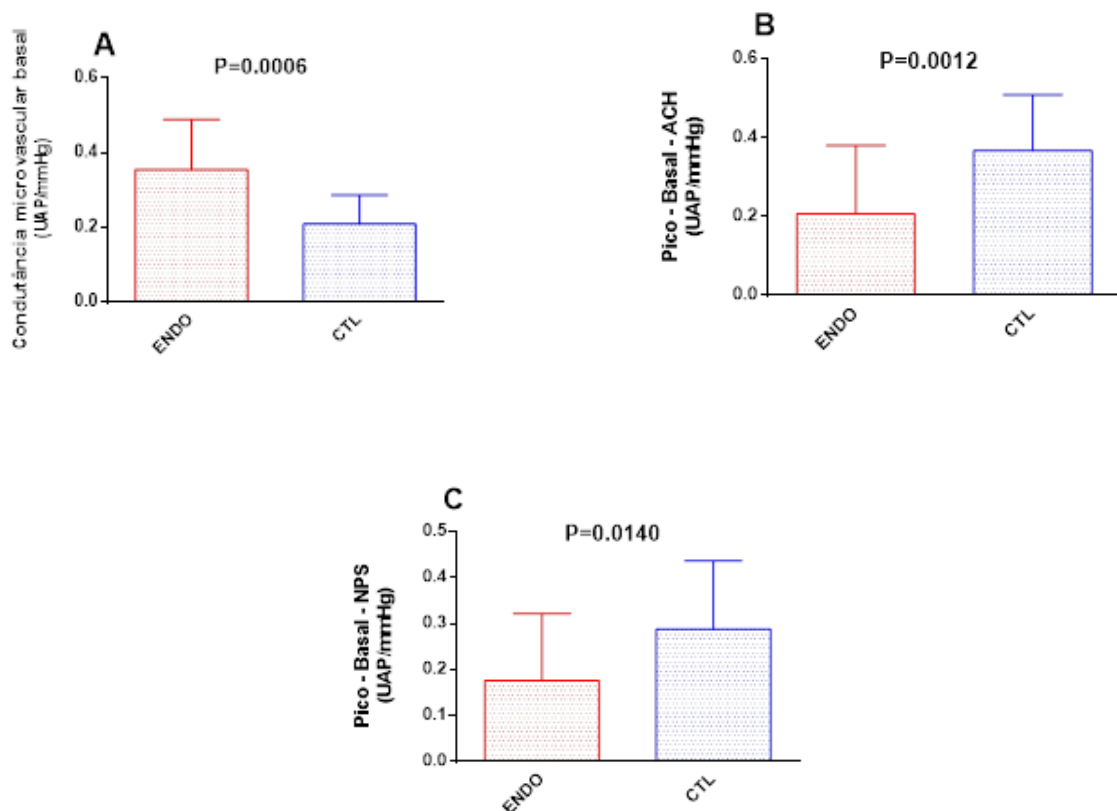 A
P=0.0006
Condutância microvascular basal
(UAP/mmHg)
0.6
0.4
0.2
0.0
ENDO
CTL
B
P=0.0012
Pico - Basal - ACH
(UAP/mmHg)
0.6
0.4
0.2
0.0
ENDO
CTL
C
P=0.0140
Pico - Basal - NPS
(UAP/mmHg)
0.5
0.4
0.3
0.2
0.1
0.0
ENDO
CTL